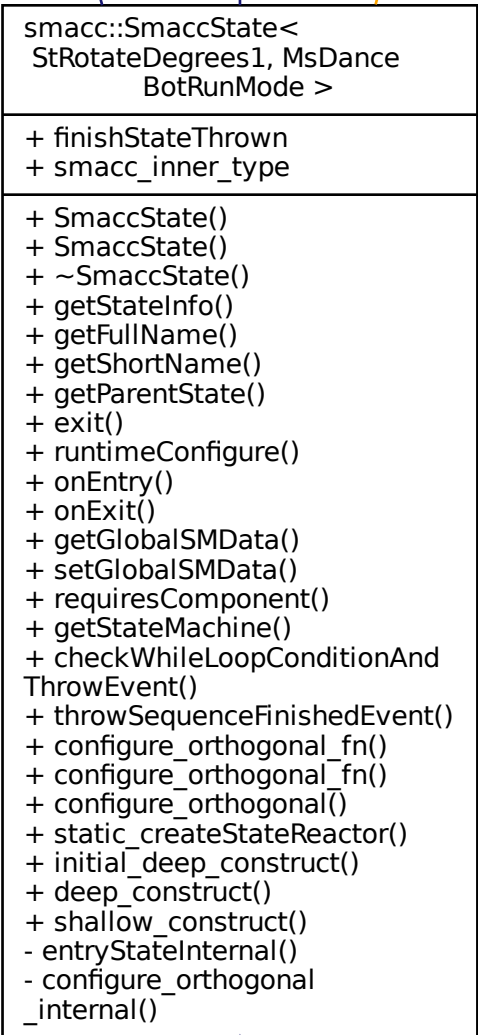 smacc::SmaccState<
StRotateDegrees1, MsDance
BotRunMode >
+ finishStateThrown
+ smacc_inner_type
+ SmaccState()
+ SmaccState()
+ ~SmaccState()
+ getStateInfo()
+ getFullName()
+ getShortName()
+ getParentState()
+ exit()
+ runtimeConfigure()
+ onEntry()
+ onExit()
+ getGlobalSMData()
+ setGlobalSMData()
+ requiresComponent()
+ getStateMachine()
+ checkWhileLoopConditionAnd
ThrowEvent()
+ throwSequenceFinishedEvent()
+ configure_orthogonal_fn()
+ configure_orthogonal_fn()
+ configure_orthogonal()
+ static_createStateReactor()
+ initial_deep_construct()
+ deep_construct()
+ shallow_construct()
- entryStateInternal()
- configure_orthogonal
_internal()